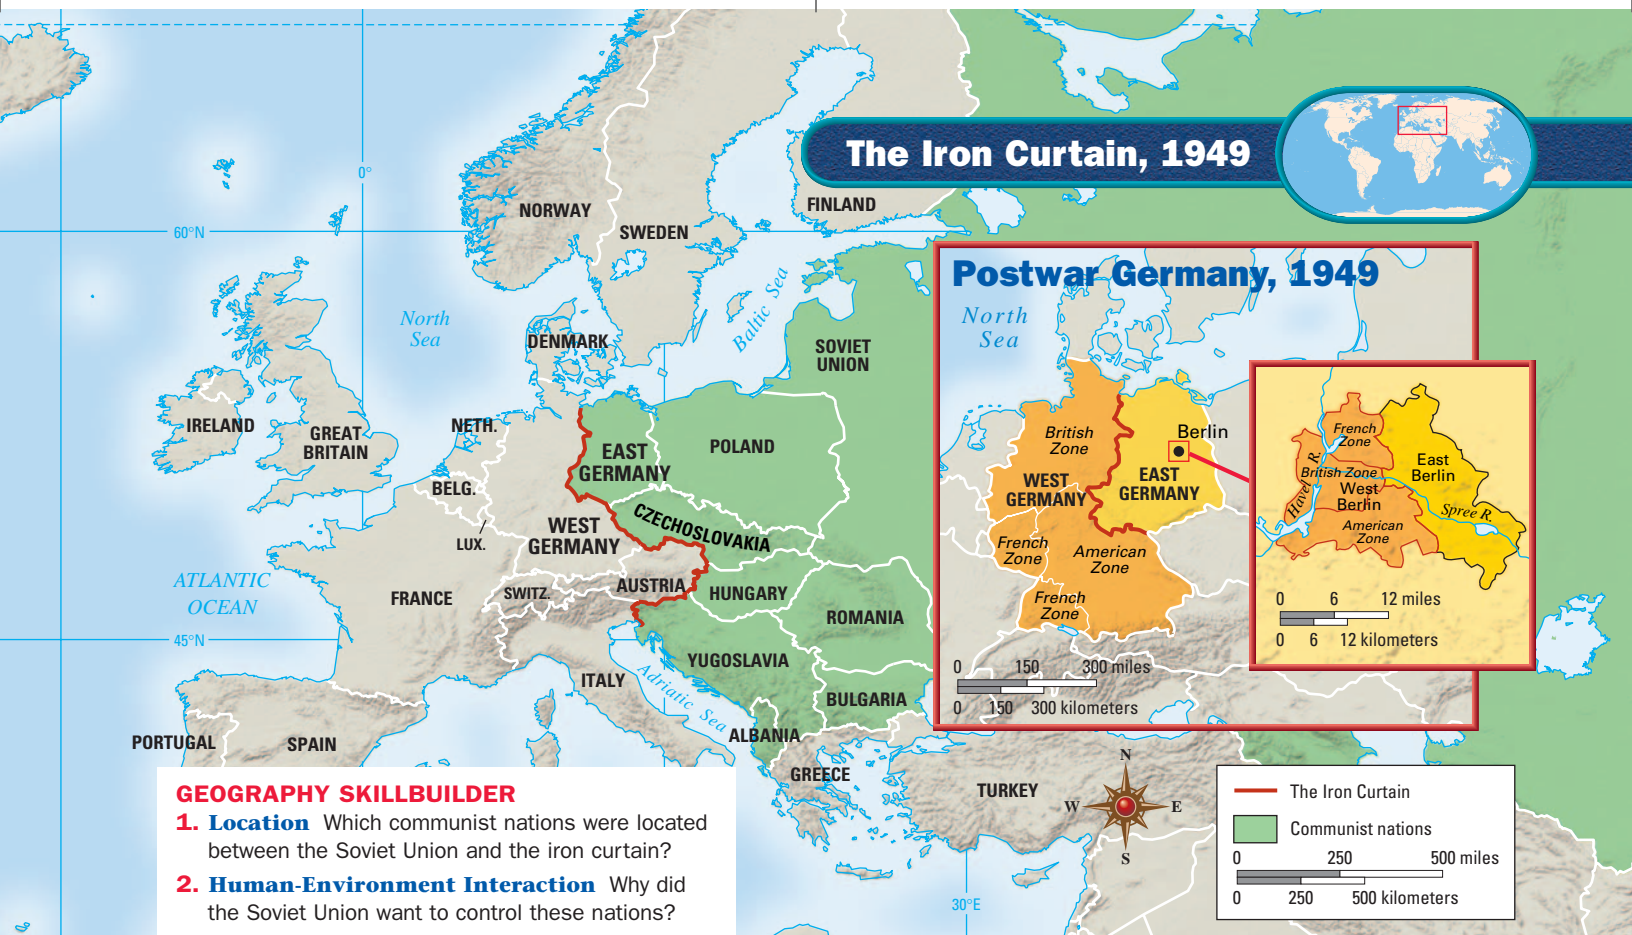 The Iron Curtain, 1949
0°
60°N
NORWAY
SWEDEN
FINLAND
North
Sea
Baltic Sea
DENMARK
SOVIET
UNION
IRELAND
GREAT
BRITAIN
NETH.
BELG.
LUX.
EAST
GERMANY
POLAND
WEST
GERMANY
CZECHOSLOVAKIA
ATLANTIC
OCEAN
FRANCE
SWITZ.
AUSTRIA
HUNGARY
ROMANIA
45°N
YUGOSLAVIA
ITALY
Adriatic Sea
BULGARIA
PORTUGAL
SPAIN
ALBANIA
GREECE
TURKEY
30°E
N
W
E
S
Postwar Germany, 1949
North
Sea
British
Zone
Berlin
WEST
GERMANY
EAST
GERMANY
French
Zone
American
Zone
French
Zone
0 150 300 miles
0 150 300 kilometers
French
Zone
British Zone
East
Berlin
West
Berlin
Havel R.
Spree R.
American
Zone
0 6 12 miles
0 6 12 kilometers
The Iron Curtain
Communist nations
0 250 500 miles
0 250 500 kilometers
GEOGRAPHY SKILLBUILDER
1. Location Which communist nations were located
between the Soviet Union and the iron curtain?
2. Human-Environment Interaction Why did
the Soviet Union want to control these nations?